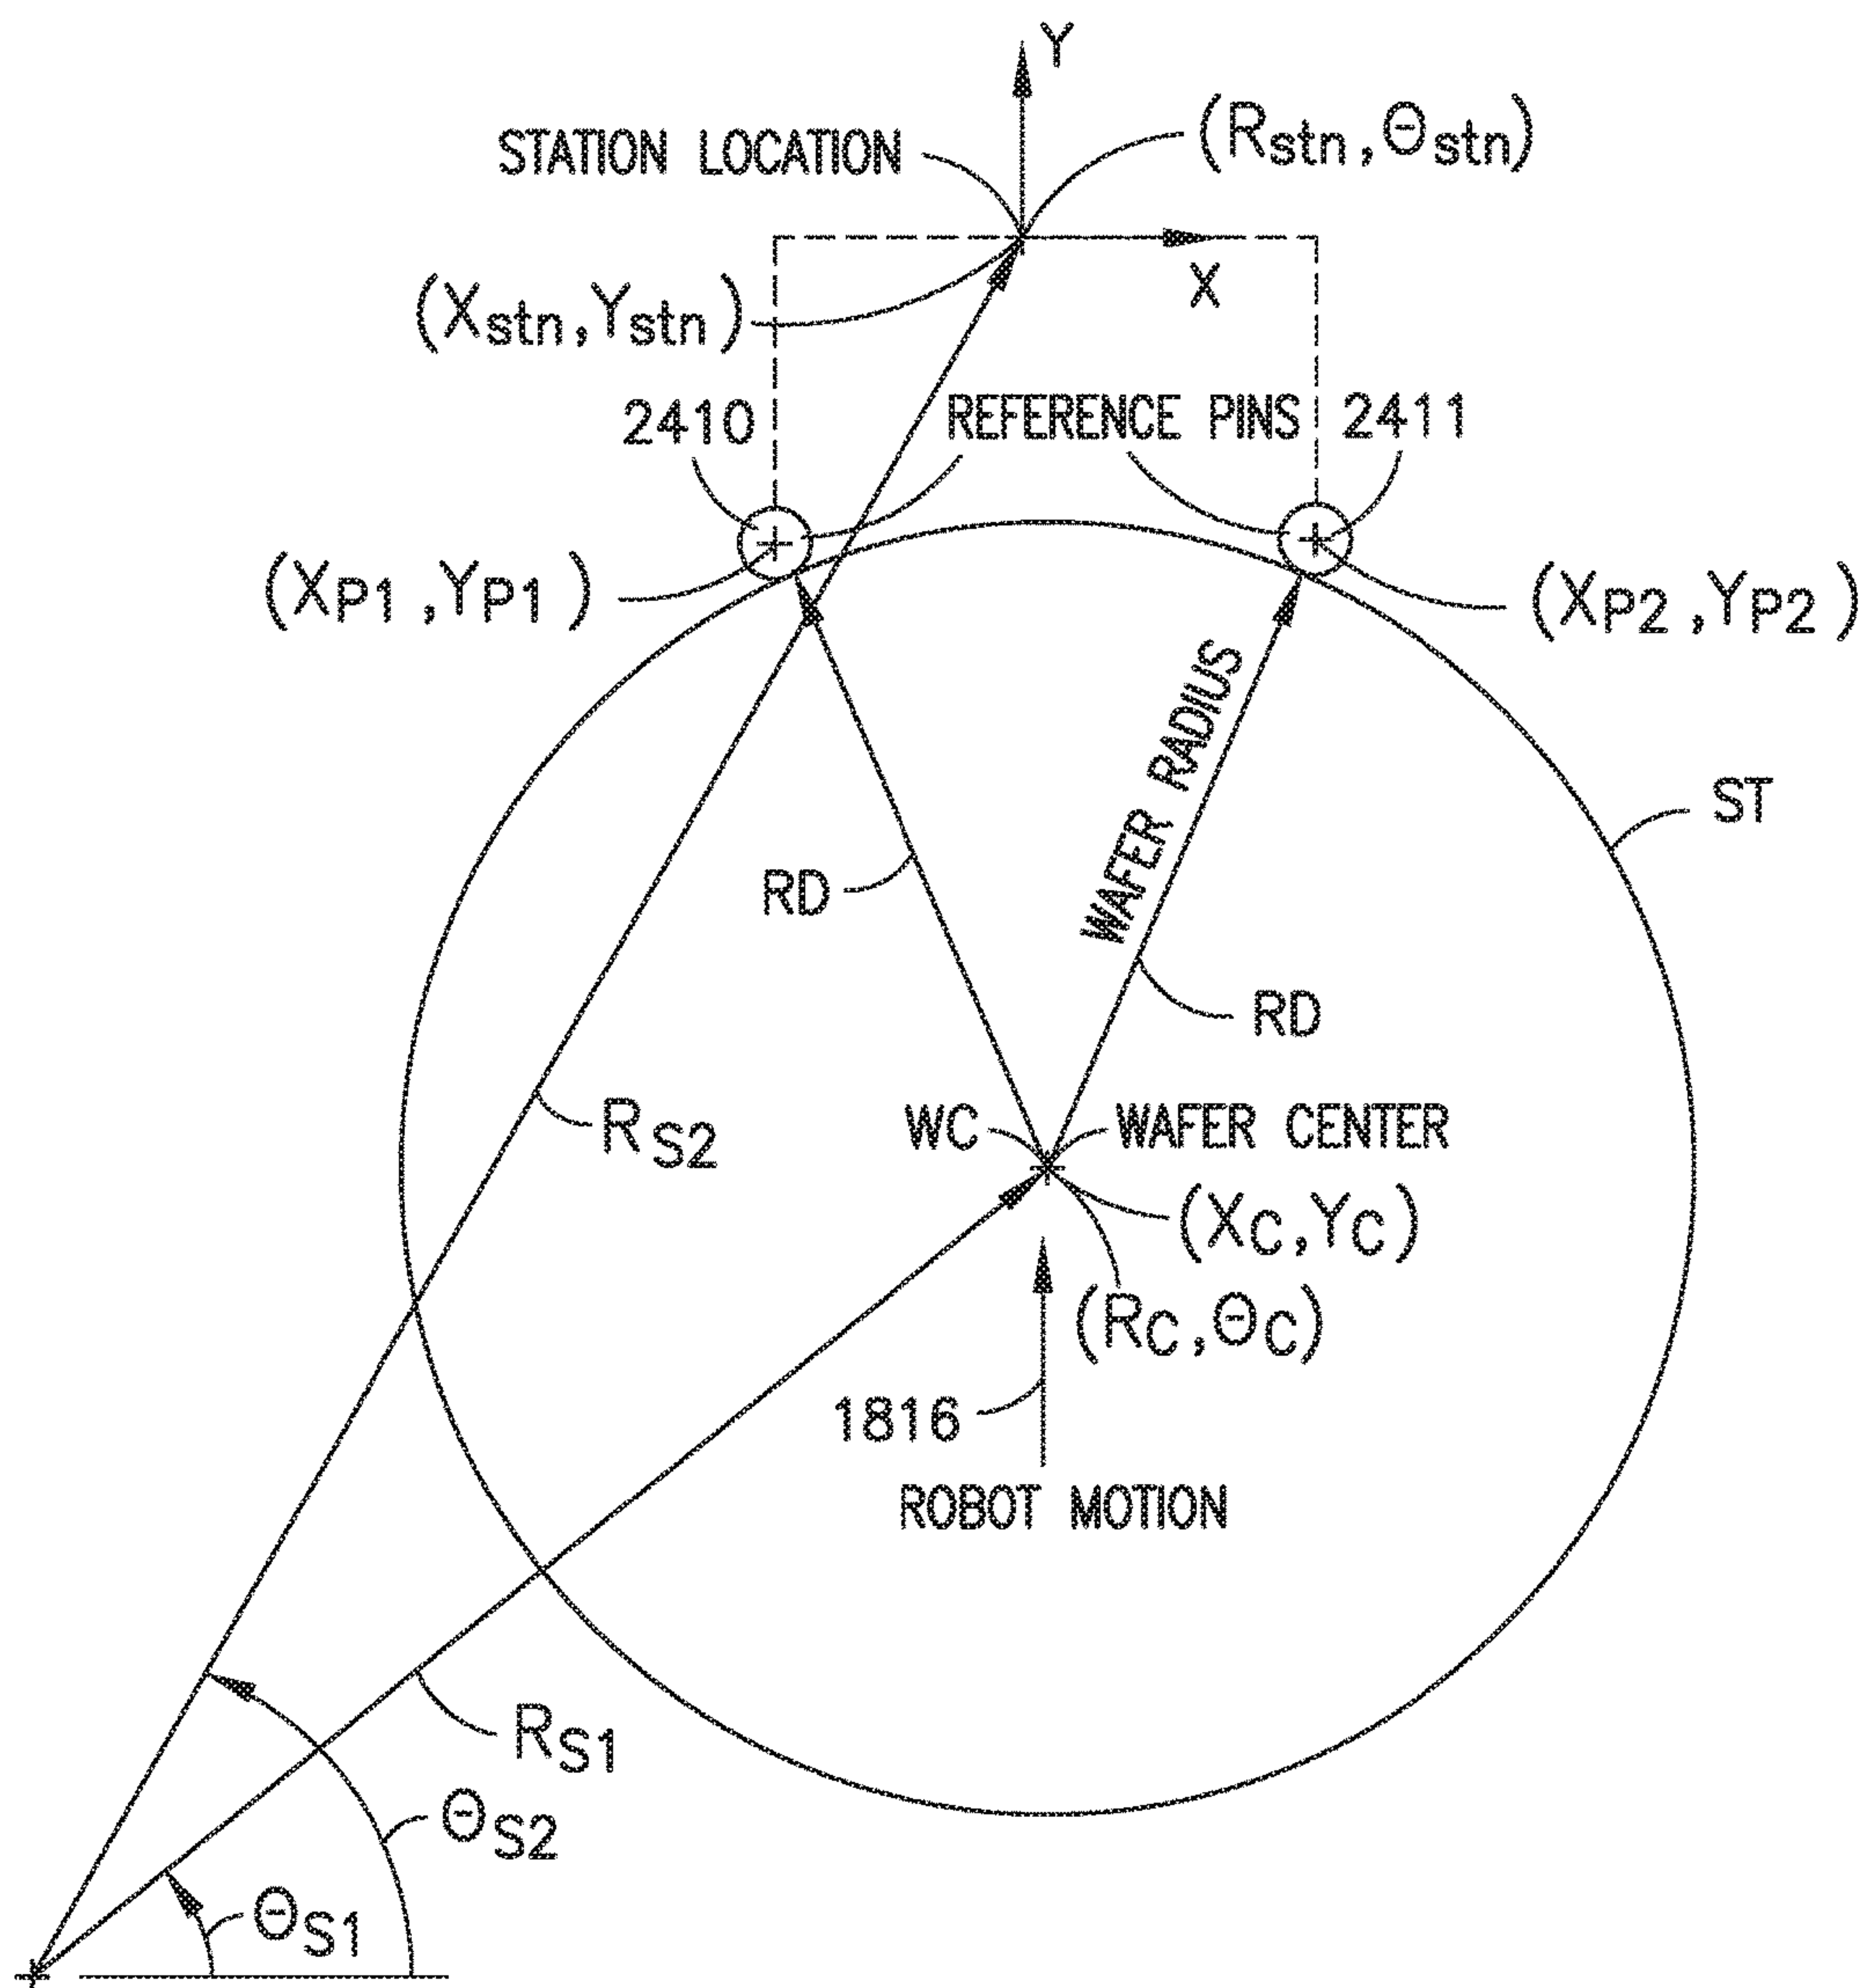 Y
STATION LOCATION
(Rstn,Θstn)
X
(Xstn,Ystn)
2410
REFERENCE PINS
2411
(XP1,YP1)
(XP2,YP2)
WAFER RADIUS
ST
RD
RD
RS2
WC
WAFER CENTER
(XC,YC)
(RC,ΘC)
1816
ROBOT MOTION
RS1
ΘS2
ΘS1